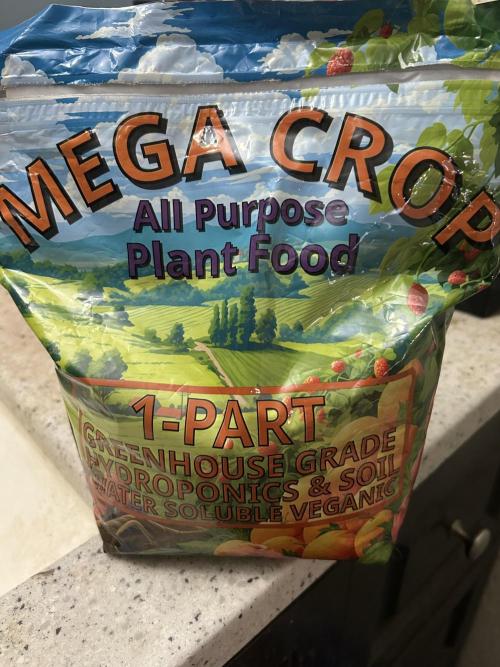 MEGA CROP
All Purpose
Plant Food
1-PART
GREENHOUSE GRADE
HYDROPONICS & SOIL
WATER SOLUBLE VEGANIC